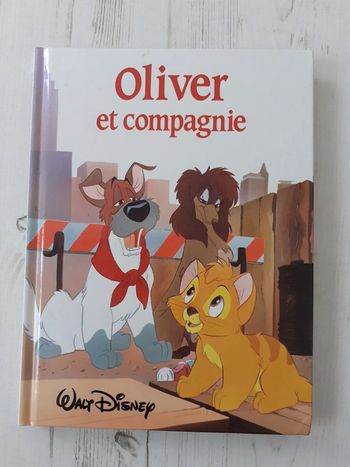 Oliver
et compagnie
WALT DISNEY